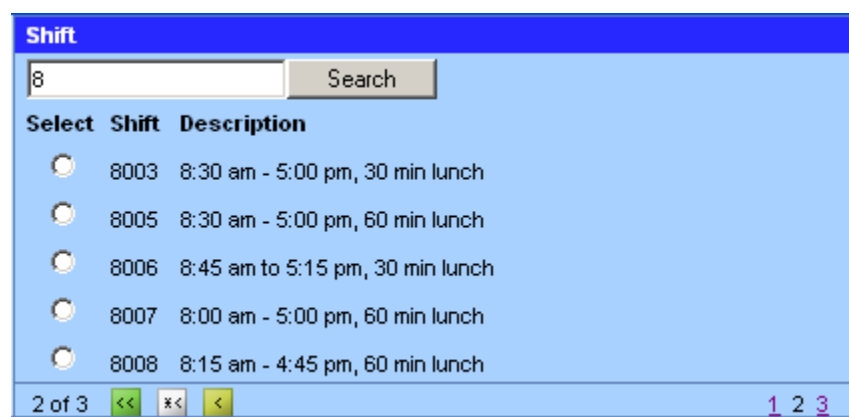 Shift
8 Search
Select Shift Description
8003 8:30 am - 5:00 pm, 30 min lunch
8005 8:30 am - 5:00 pm, 60 min lunch
8006 8:45 am to 5:15 pm, 30 min lunch
8007 8:00 am - 5:00 pm, 60 min lunch
8008 8:15 am - 4:45 pm, 60 min lunch
2 of 3 << *< < 1 2 3